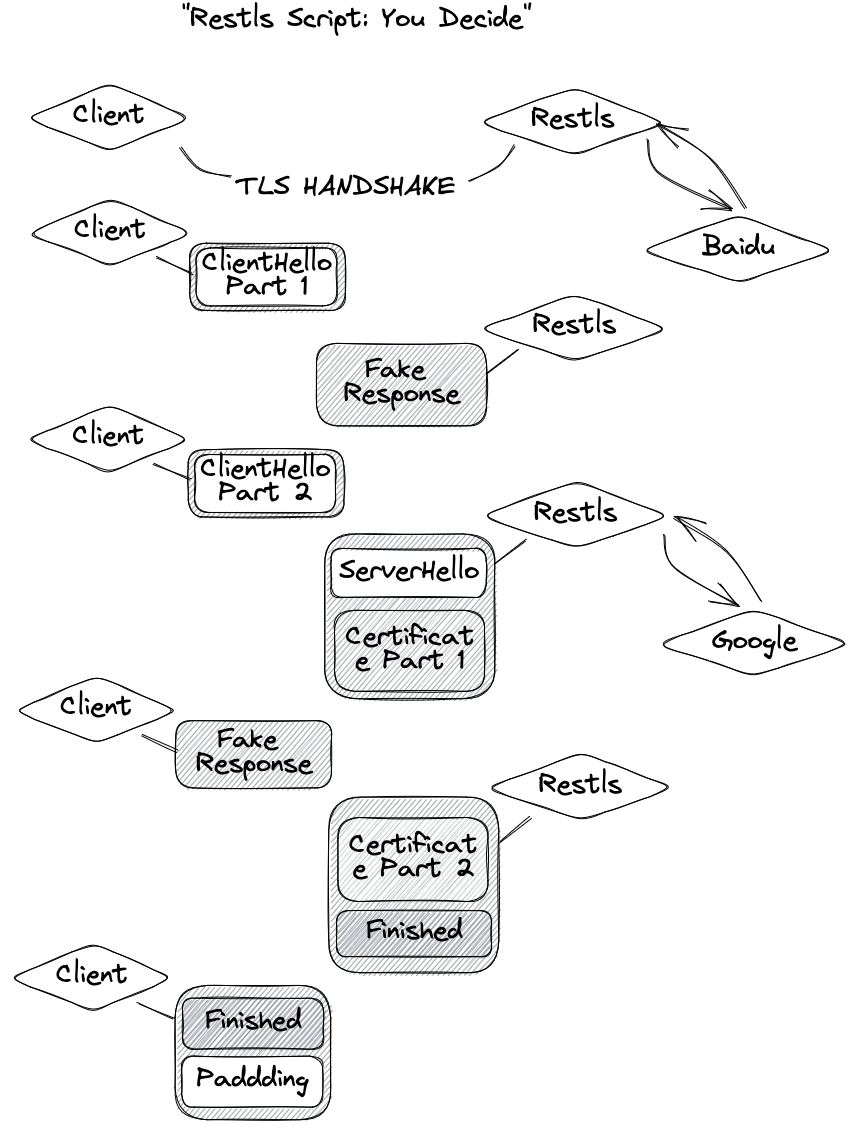 "Restls Script: You Decide"
Client
Restls
TLS HANDSHAKE
Client
Baidu
ClientHello
Part 1
Restls
Fake
Response
Client
ClientHello
Part 2
Restls
ServerHello
Certificat
e Part 1
Google
Client
Fake
Response
Restls
Certificat
e Part 2
Finished
Client
Finished
Paddding